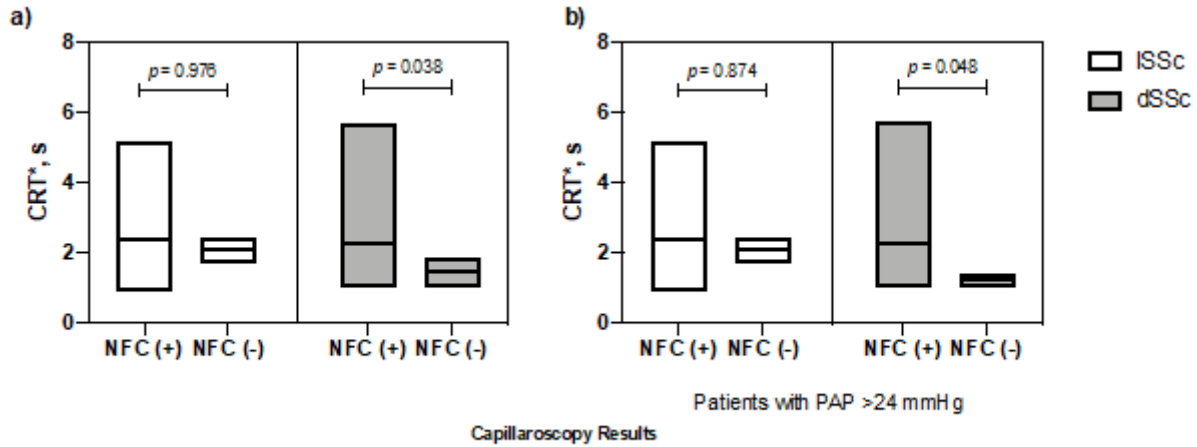 a)
b)
8
6
4
2
0
CRT*, s
p = 0.976
p = 0.038
NFC (+) NFC (-)
NFC (+) NFC (-)
8
6
4
2
0
CRT*, s
p = 0.874
p = 0.048
NFC (+) NFC (-)
NFC (+) NFC (-)
lSSc
dSSc
Patients with PAP >24 mmHg
Capillaroscopy Results